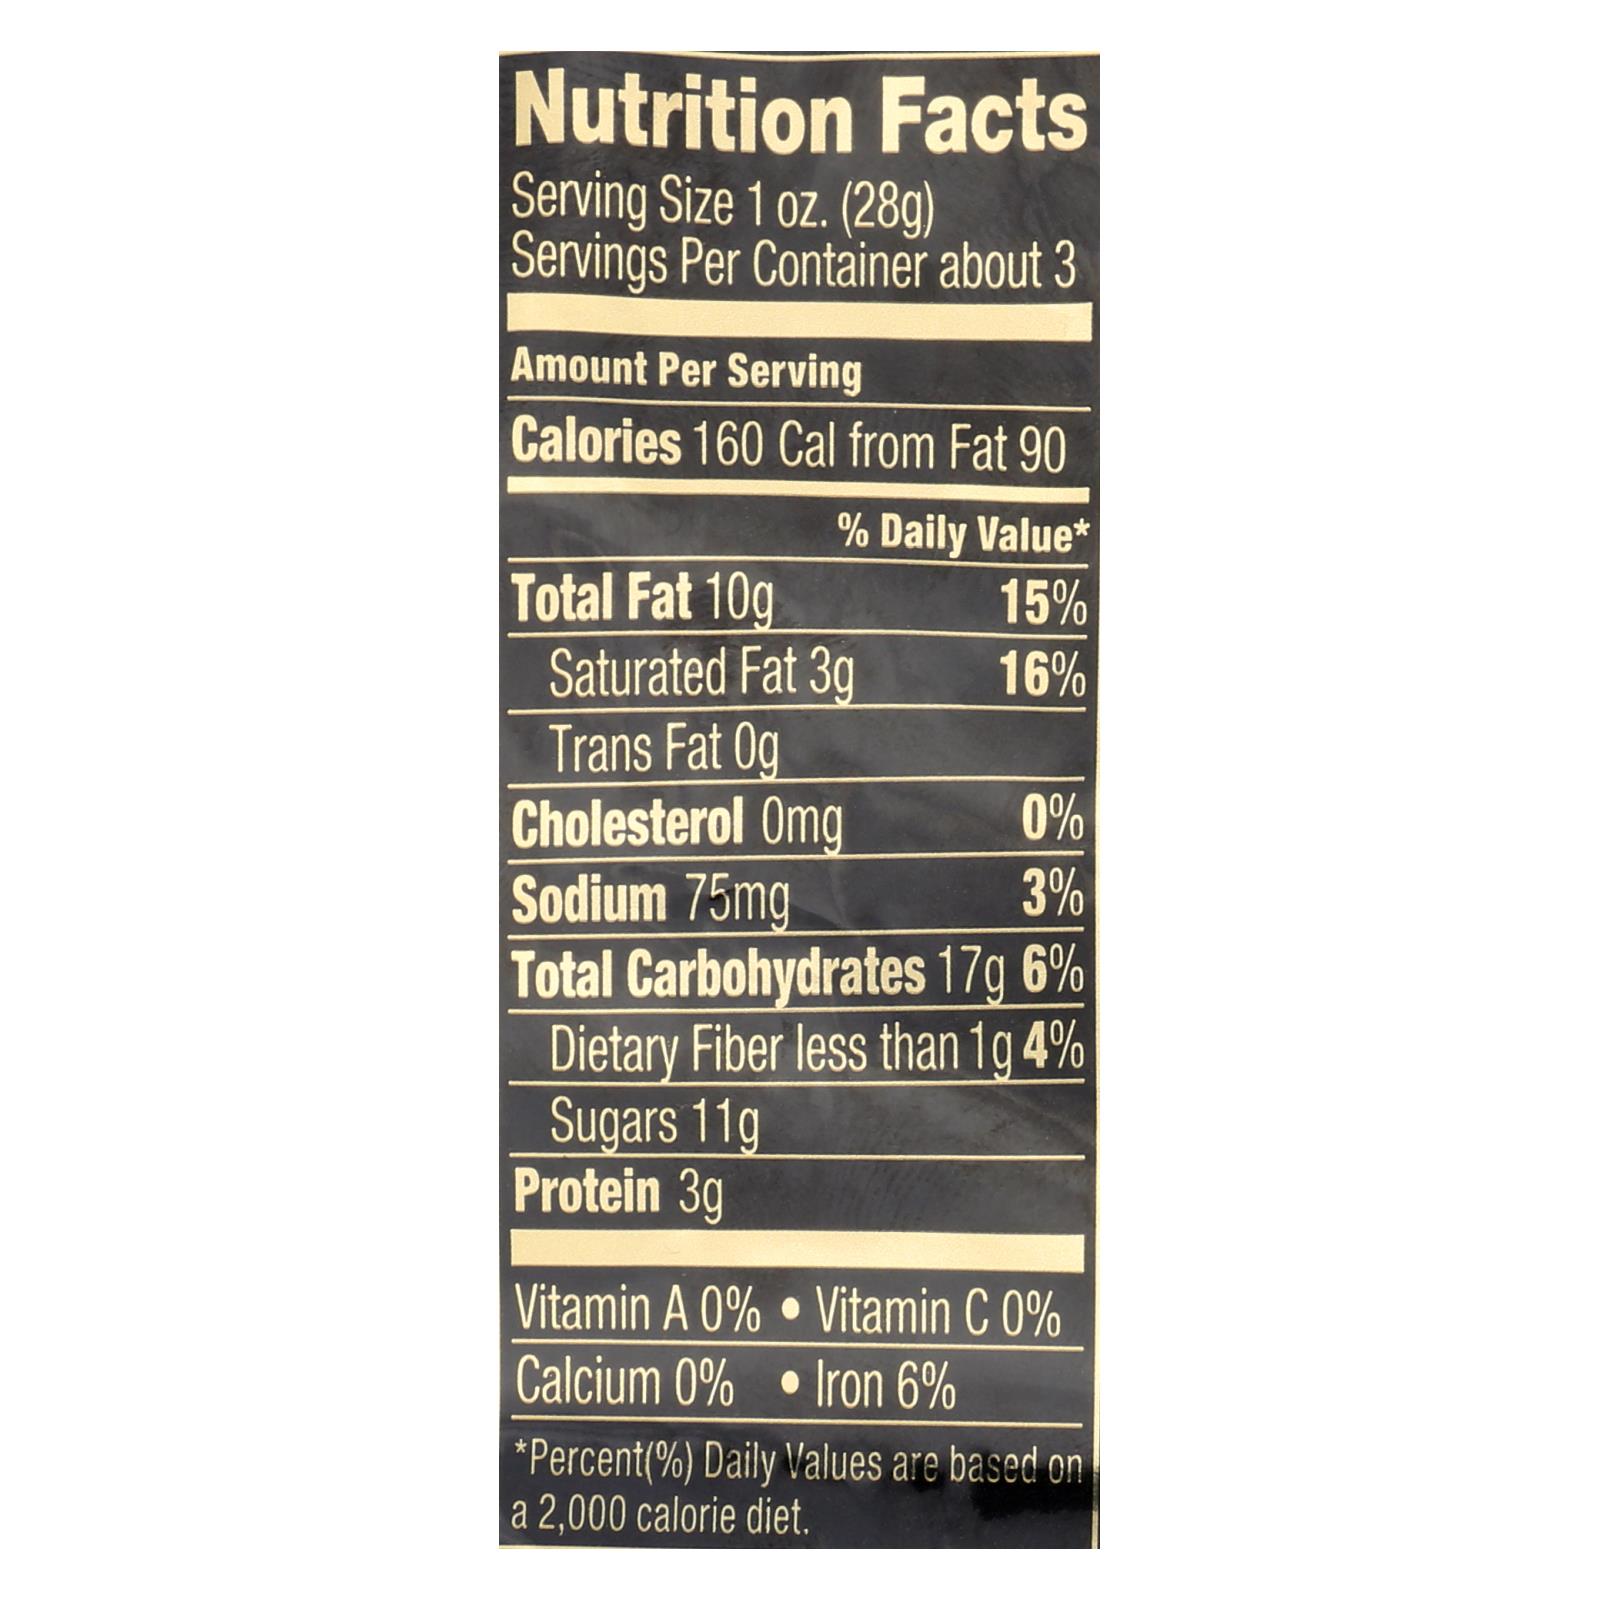 Nutrition Facts
Serving Size 1 oz. (28g)
Servings Per Container about 3
Amount Per Serving
Calories 160 Cal from Fat 90
% Daily Value*
Total Fat 10g 15%
Saturated Fat 3g 16%
Trans Fat 0g
Cholesterol 0mg 0%
Sodium 75mg 3%
Total Carbohydrates 17g 6%
Dietary Fiber less than 1g 4%
Sugars 11g
Protein 3g
Vitamin A 0% • Vitamin C 0%
Calcium 0% • Iron 6%
*Percent(%) Daily Values are based on
a 2,000 calorie diet.